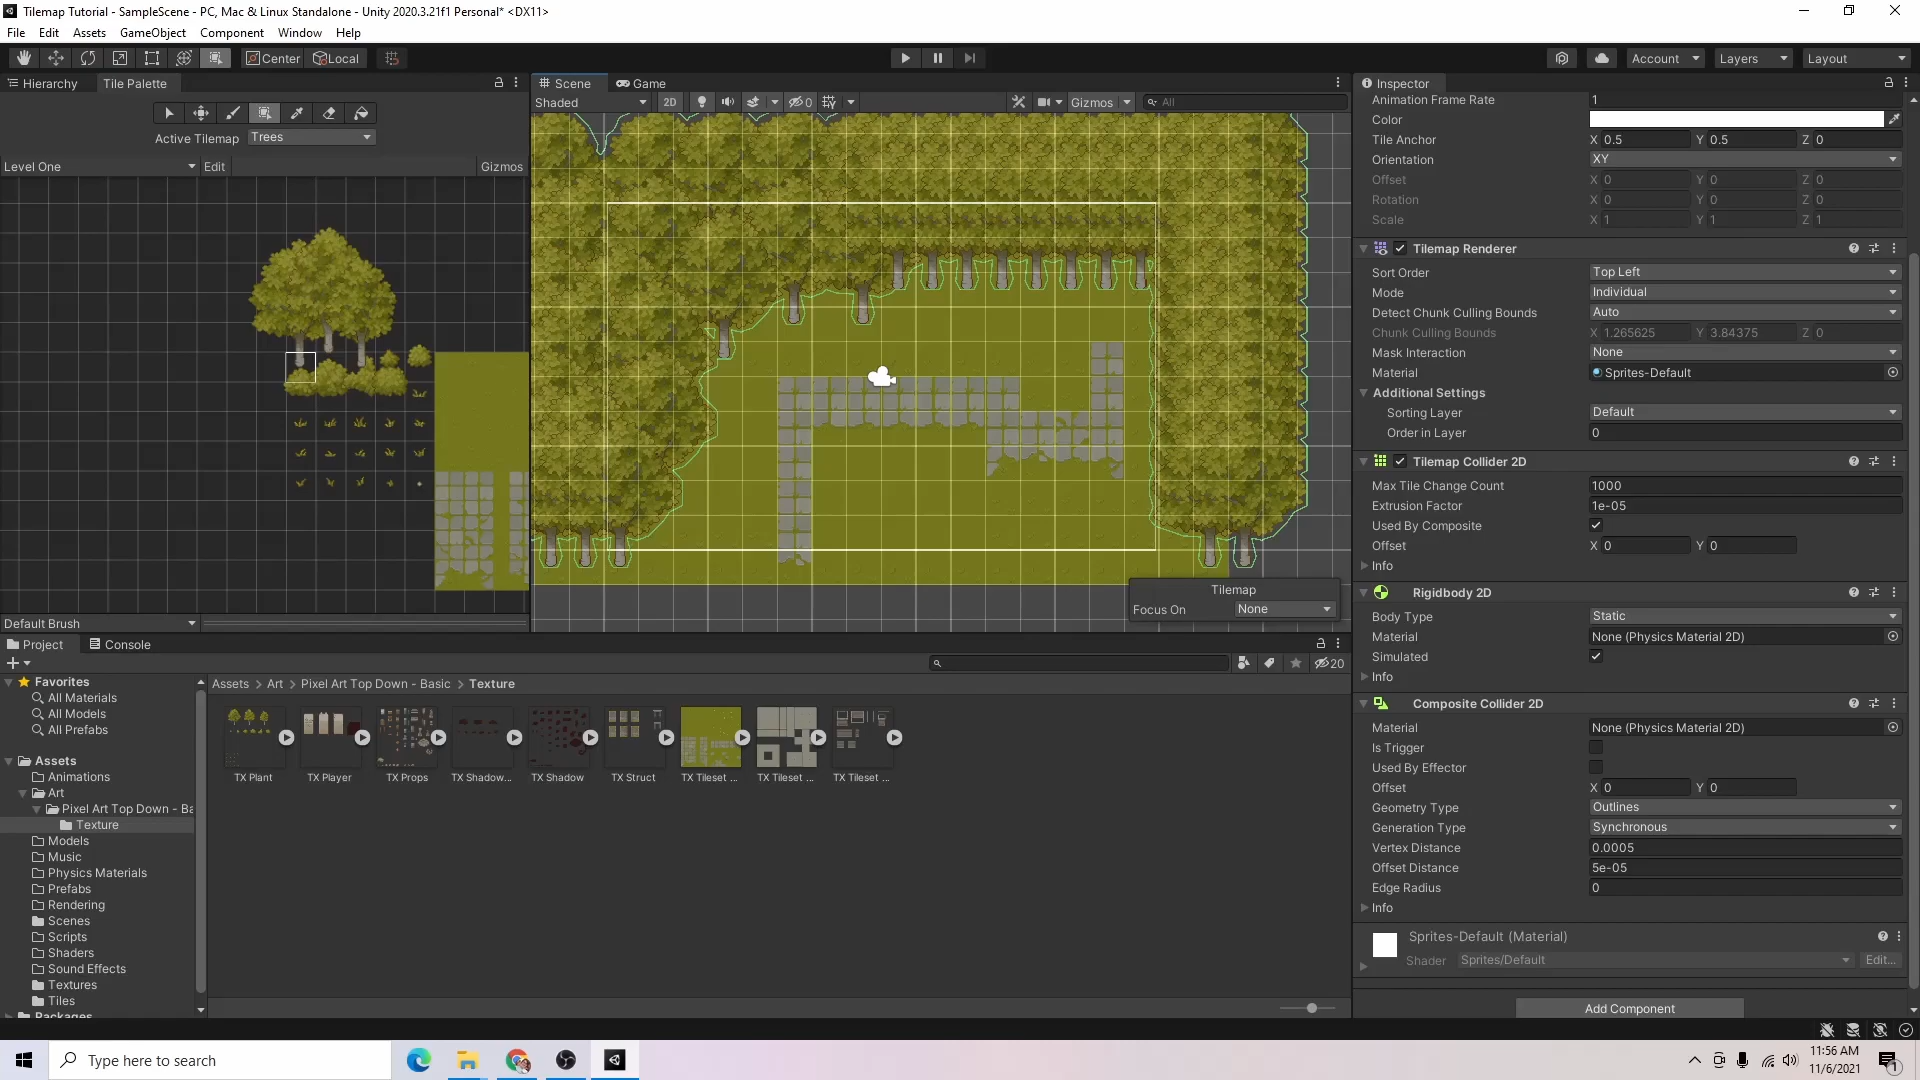 Tilemap Tutorial - SampleScene - PC, Mac & Linux Standalone - Unity 2020.3.21f1 Personal* <DX11>
File Edit Assets GameObject Component Window Help
Center Local Account Layers Layout
Hierarchy Tile Palette
Active Tilemap Trees
Level One Edit Gizmos
Default Brush
Scene Game
Shaded 2D 0 Gizmos All
Tilemap
Focus On None
Inspector
Animation Frame Rate 1
Color
Tile Anchor X 0.5 Y 0.5 Z 0
Orientation XY
Offset X 0 Y 0 Z 0
Rotation X 0 Y 0 Z 0
Scale X 1 Y 1 Z 1
Tilemap Renderer
Sort Order Top Left
Mode Individual
Detect Chunk Culling Bounds Auto
Chunk Culling Bounds X 1.265625 Y 3.84375 Z 0
Mask Interaction None
Material Sprites-Default
Additional Settings
Sorting Layer Default
Order in Layer 0
Tilemap Collider 2D
Max Tile Change Count 1000
Extrusion Factor 1e-05
Used By Composite
Offset X 0 Y 0
Info
Rigidbody 2D
Body Type Static
Material None (Physics Material 2D)
Simulated
Info
Composite Collider 2D
Material None (Physics Material 2D)
Is Trigger
Used By Effector
Offset X 0 Y 0
Geometry Type Outlines
Generation Type Synchronous
Vertex Distance 0.0005
Offset Distance 5e-05
Edge Radius 0
Info
Sprites-Default (Material)
Shader Sprites/Default Edit...
Add Component
Project Console
20
Favorites
All Materials
All Models
All Prefabs
Assets
Animations
Art
Pixel Art Top Down - Ba
Texture
Models
Music
Physics Materials
Prefabs
Rendering
Scenes
Scripts
Shaders
Sound Effects
Textures
Tiles
Packages
Assets > Art > Pixel Art Top Down - Basic > Texture
TX Plant TX Player TX Props TX Shadow... TX Shadow TX Struct TX Tileset ... TX Tileset ... TX Tileset ...
Type here to search
11:56 AM
11/6/2021
1